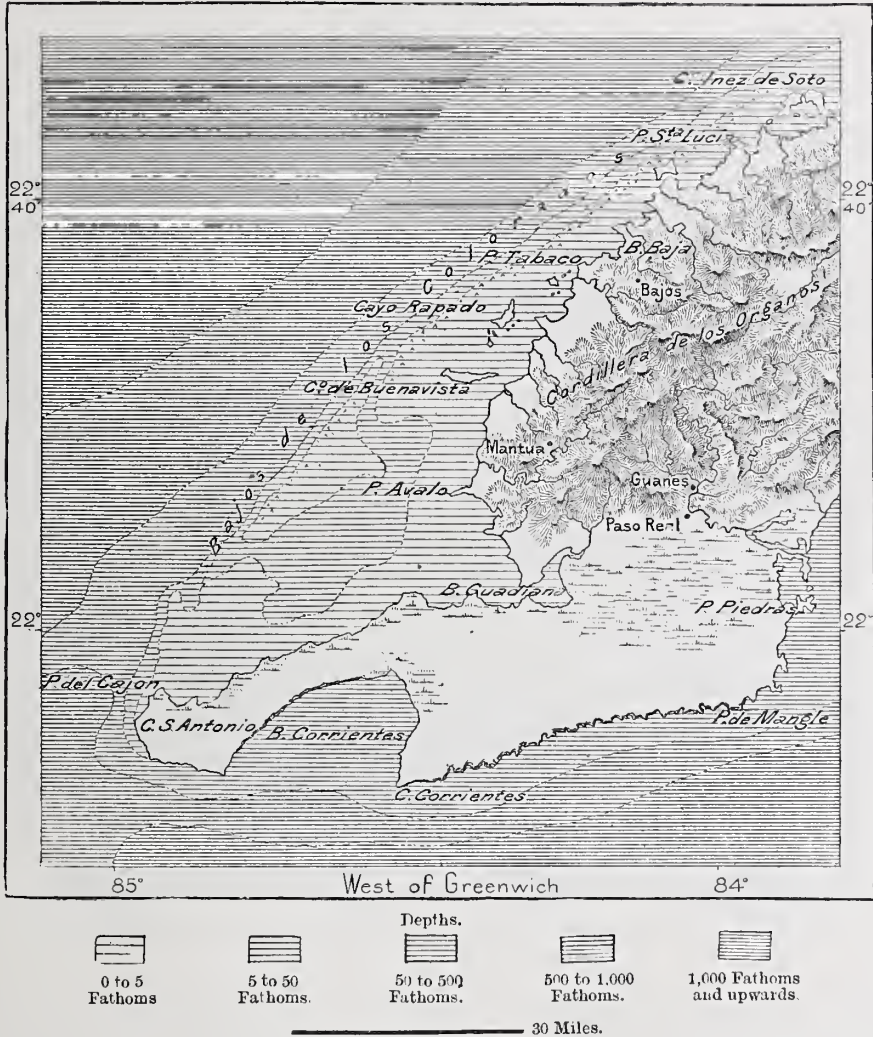 C. Inez de Soto
P. Sta Luci
22°
40'
22°
40'
B. Baja
P. Tabaco
Bajos
Cayo Rapado
Cordillera de los Organos
Bajos de los Colorados
Co. de Buenavista
Mantua
Guanes
P. Avalo
Paso Real
B. Guadiana
P. Piedras
22°
22°
P. del Cajon
C. S. Antonio
B. Corrientes
P. de Mangle
C. Corrientes
85°
West of Greenwich
84°
Depths.
0 to 5
Fathoms
5 to 50
Fathoms.
50 to 500
Fathoms.
500 to 1.000
Fathoms.
1,000 Fathoms
and upwards.
30 Miles.